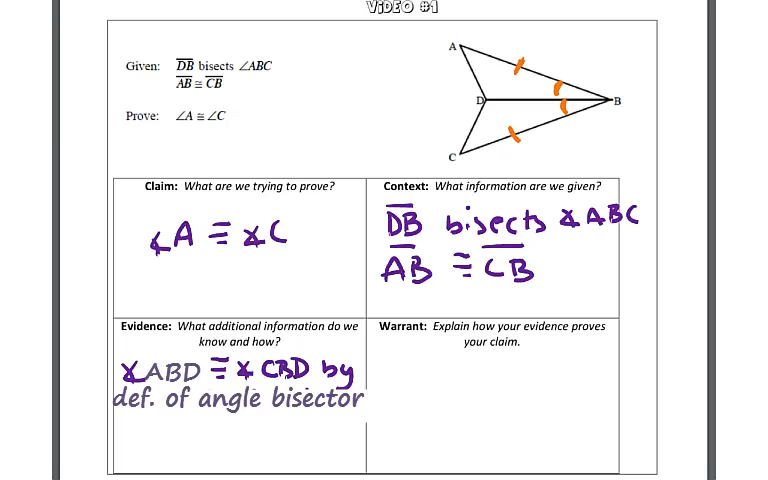 ViDEO #1
Given: DB bisects ∠ABC
AB ≅ CB
Prove: ∠A ≅ ∠C
A
D
B
C
Claim: What are we trying to prove?
∡A ≅ ∡C
Context: What information are we given?
DB bisects ∡ABC
AB ≅ CB
Evidence: What additional information do we
know and how?
∡ABD ≅ ∡CBD by
def. of angle bisector
Warrant: Explain how your evidence proves
your claim.